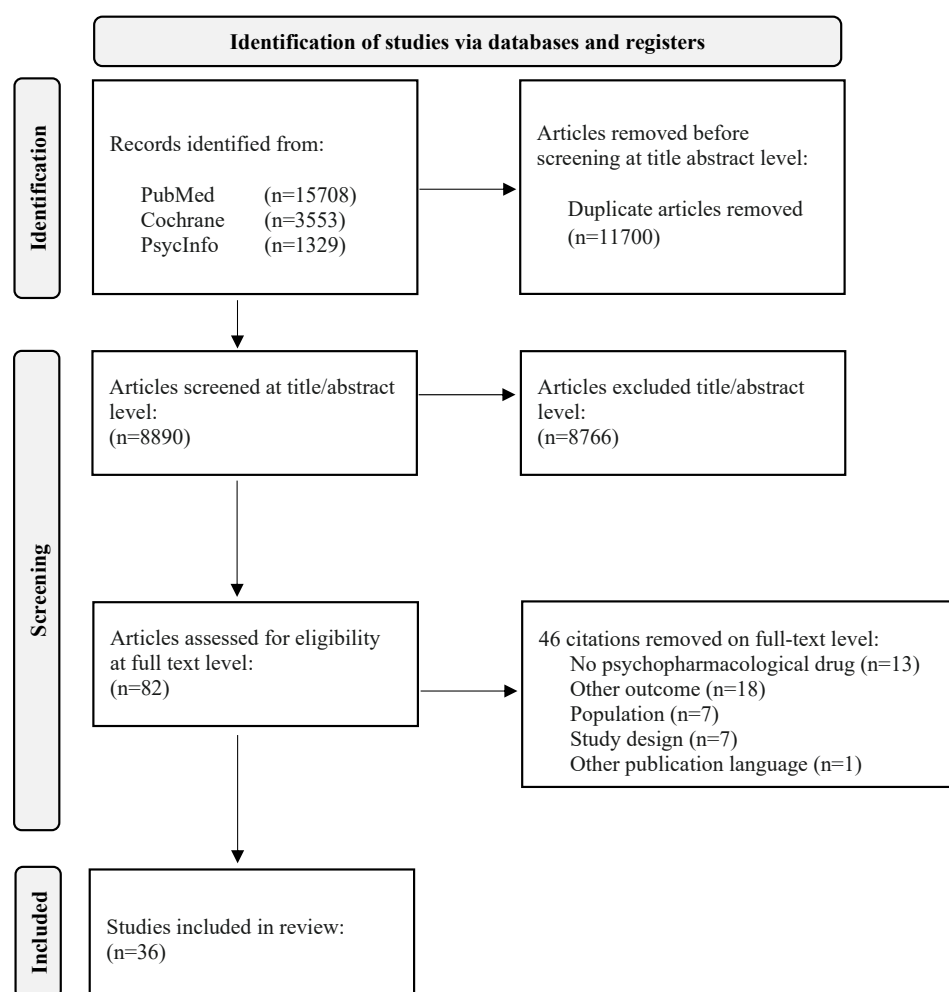 Identification of studies via databases and registers
Identification
Records identified from:
PubMed (n=15708)
Cochrane (n=3553)
PsycInfo (n=1329)
Articles removed before
screening at title abstract level:
Duplicate articles removed
(n=11700)
Screening
Articles screened at title/abstract
level:
(n=8890)
Articles excluded title/abstract
level:
(n=8766)
Articles assessed for eligibility
at full text level:
(n=82)
46 citations removed on full-text level:
No psychopharmacological drug (n=13)
Other outcome (n=18)
Population (n=7)
Study design (n=7)
Other publication language (n=1)
Included
Studies included in review:
(n=36)